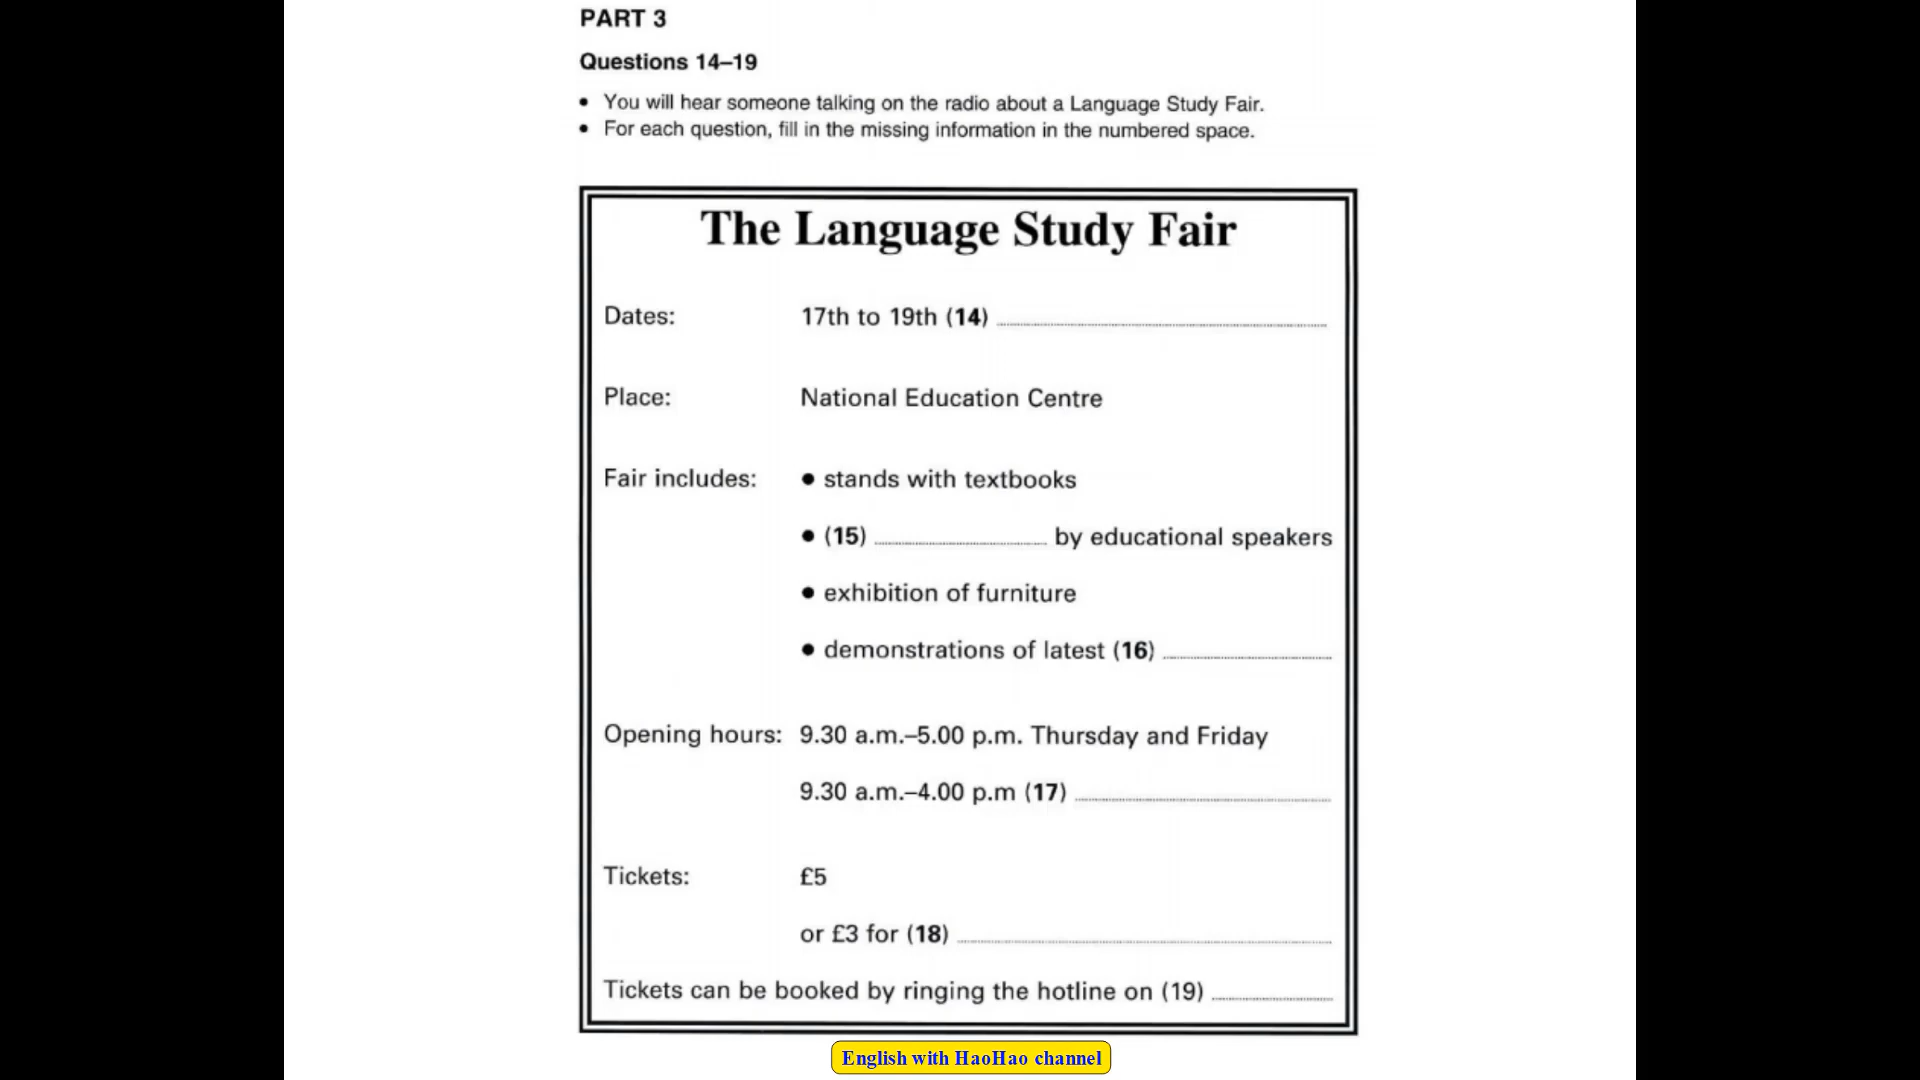 PART 3
Questions 14–19
• You will hear someone talking on the radio about a Language Study Fair.
• For each question, fill in the missing information in the numbered space.
The Language Study Fair
Dates: 17th to 19th (14)
Place: National Education Centre
Fair includes: • stands with textbooks
• (15) by educational speakers
• exhibition of furniture
• demonstrations of latest (16)
Opening hours: 9.30 a.m.–5.00 p.m. Thursday and Friday
9.30 a.m.–4.00 p.m (17)
Tickets: £5
or £3 for (18)
Tickets can be booked by ringing the hotline on (19)
English with HaoHao channel